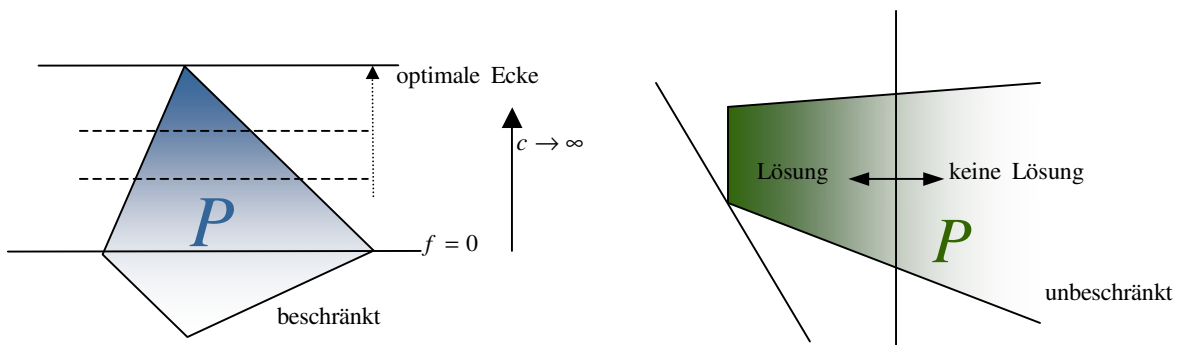 optimale Ecke
c → ∞
P
f = 0
beschränkt
Lösung
keine Lösung
P
unbeschränkt